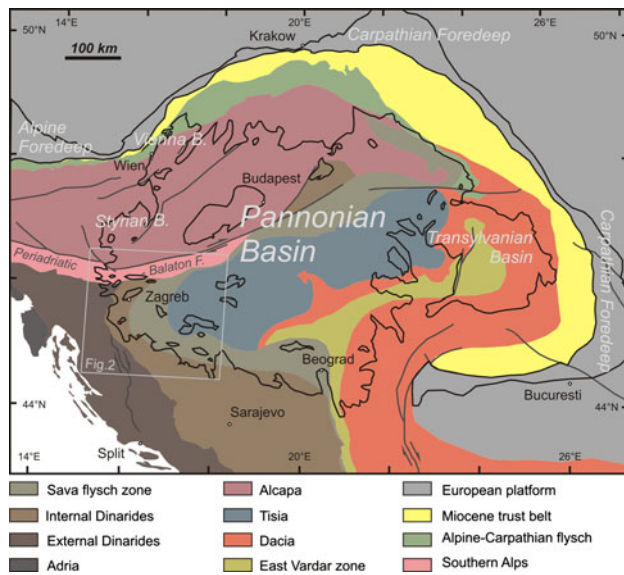 14°E
20°E
26°E
50°N
50°N
100 km
Krakow
Carpathian
Foredeep
Alpine
Foredeep
Vienna B.
Wien
Budapest
Styrian B.
Pannonian
Basin
Transylvanian
Basin
Carpathian Foredeep
Periadriatic
Balaton F.
Zagreb
Fig.2
Beograd
Bucuresti
44°N
44°N
Sarajevo
Split
14°E
20°E
26°E
Sava flysch zone
Alcapa
European platform
Internal Dinarides
Tisia
Miocene trust belt
External Dinarides
Dacia
Alpine-Carpathian flysch
Adria
East Vardar zone
Southern Alps